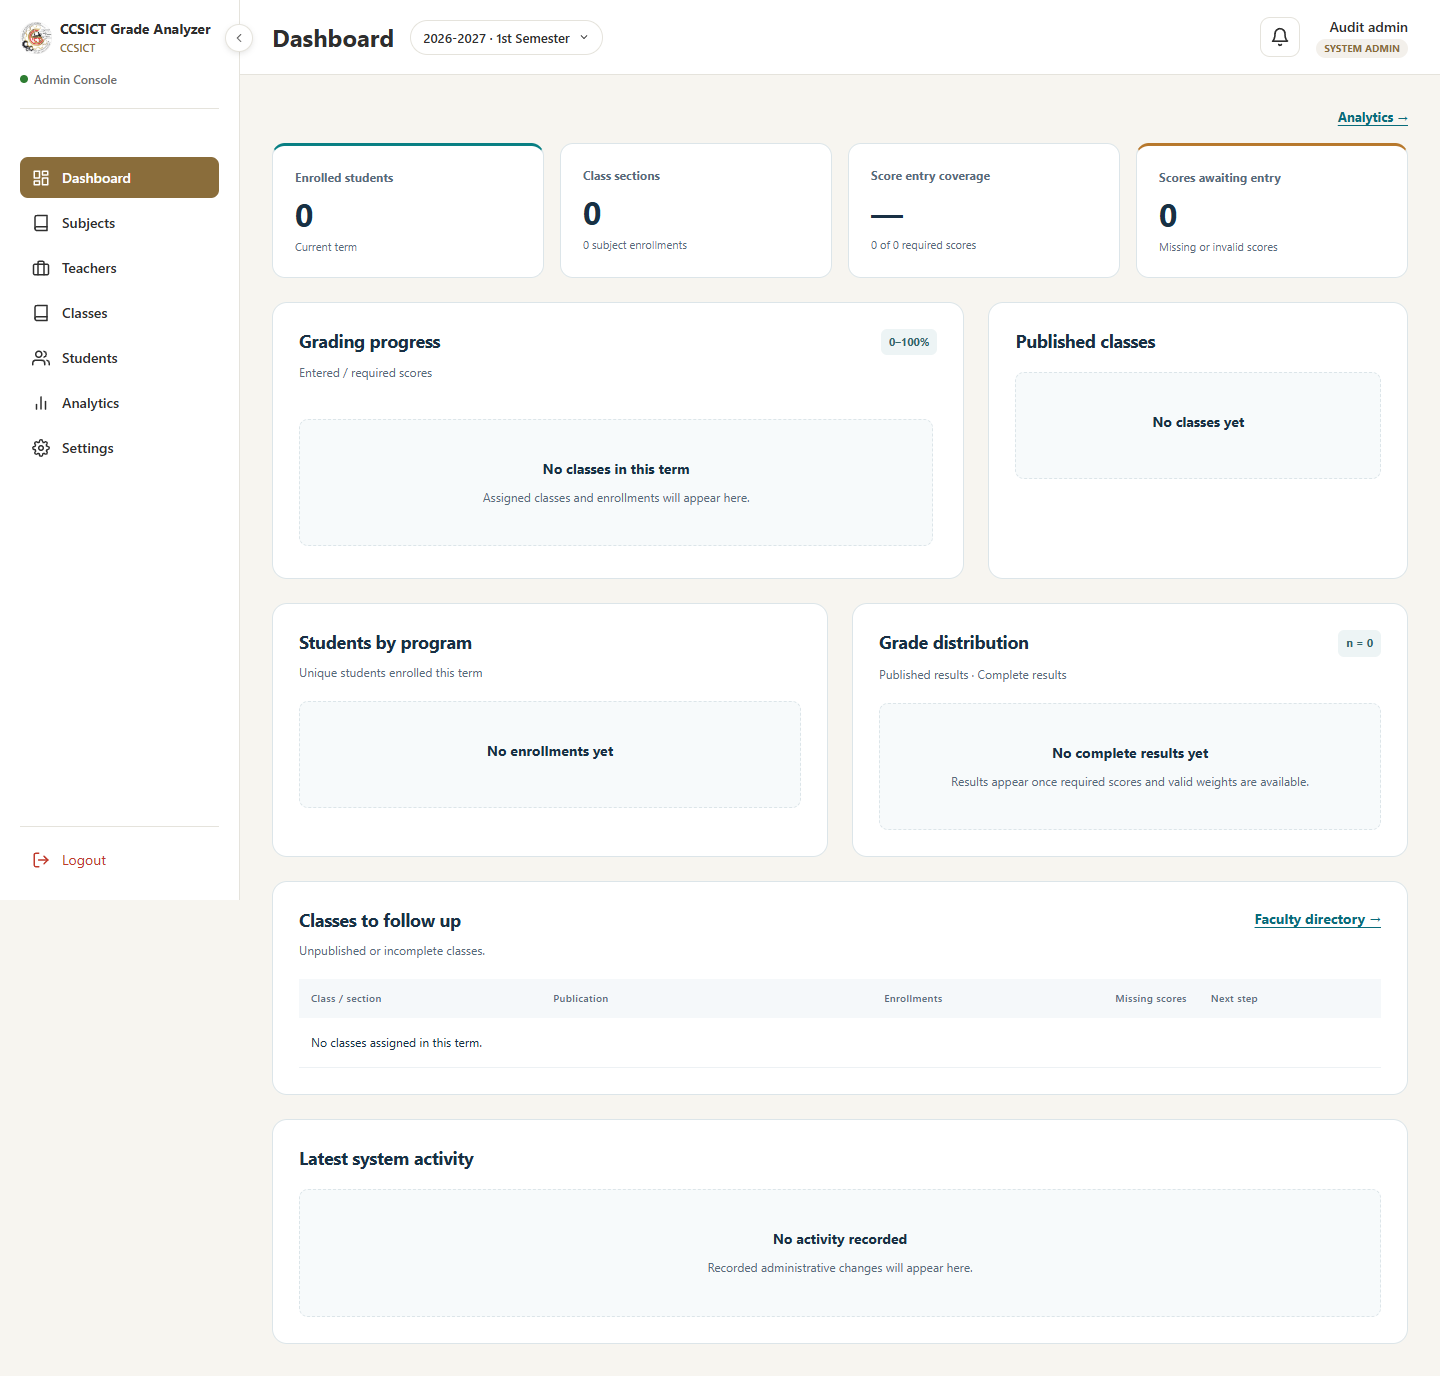 CCSICT Grade Analyzer
CCSICT
Admin Console
Dashboard
Subjects
Teachers
Classes
Students
Analytics
Settings
Logout
Dashboard
2026-2027 · 1st Semester
Audit admin
SYSTEM ADMIN
Analytics →
Enrolled students
0
Current term
Class sections
0
0 subject enrollments
Score entry coverage
—
0 of 0 required scores
Scores awaiting entry
0
Missing or invalid scores
Grading progress
0–100%
Entered / required scores
No classes in this term
Assigned classes and enrollments will appear here.
Published classes
No classes yet
Students by program
Unique students enrolled this term
No enrollments yet
Grade distribution
n = 0
Published results · Complete results
No complete results yet
Results appear once required scores and valid weights are available.
Classes to follow up
Faculty directory →
Unpublished or incomplete classes.
Class / section Publication Enrollments Missing scores Next step
No classes assigned in this term.
Latest system activity
No activity recorded
Recorded administrative changes will appear here.